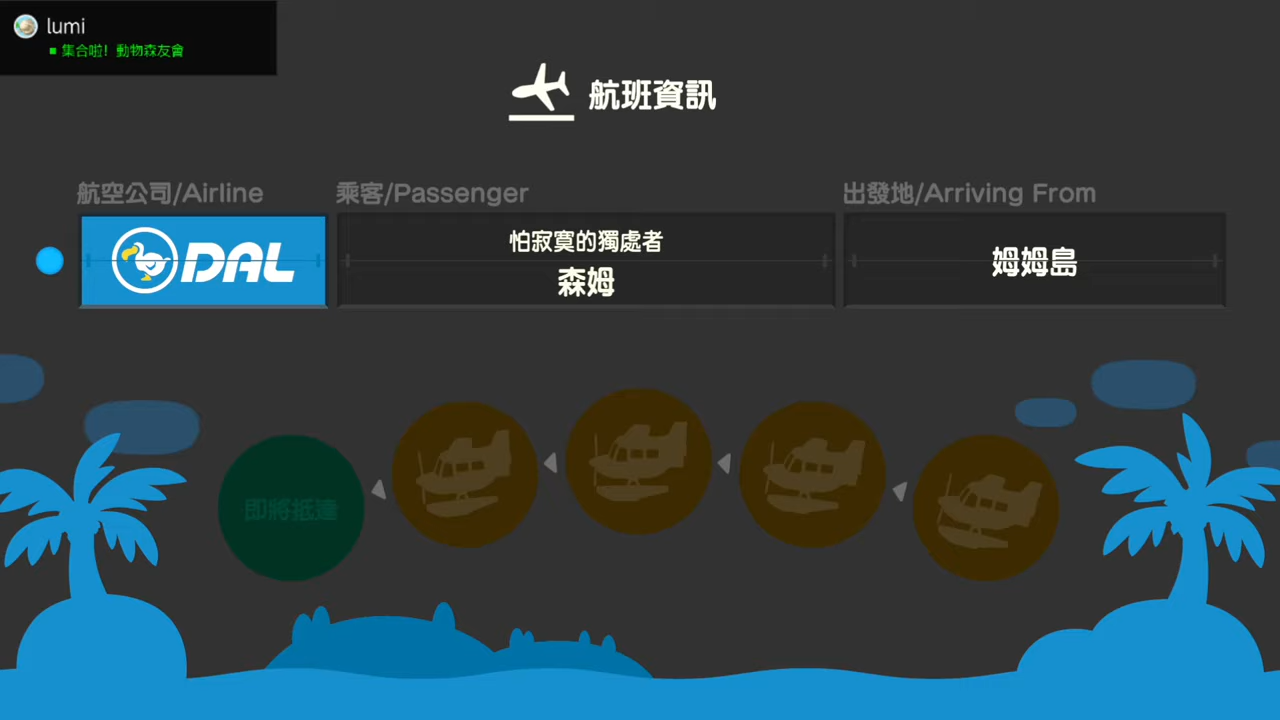 lumi
集合啦！動物森友會
航班資訊
航空公司/Airline
乘客/Passenger
出發地/Arriving From
DAL
怕寂寞的獨處者
森姆
姆姆島
即將抵達